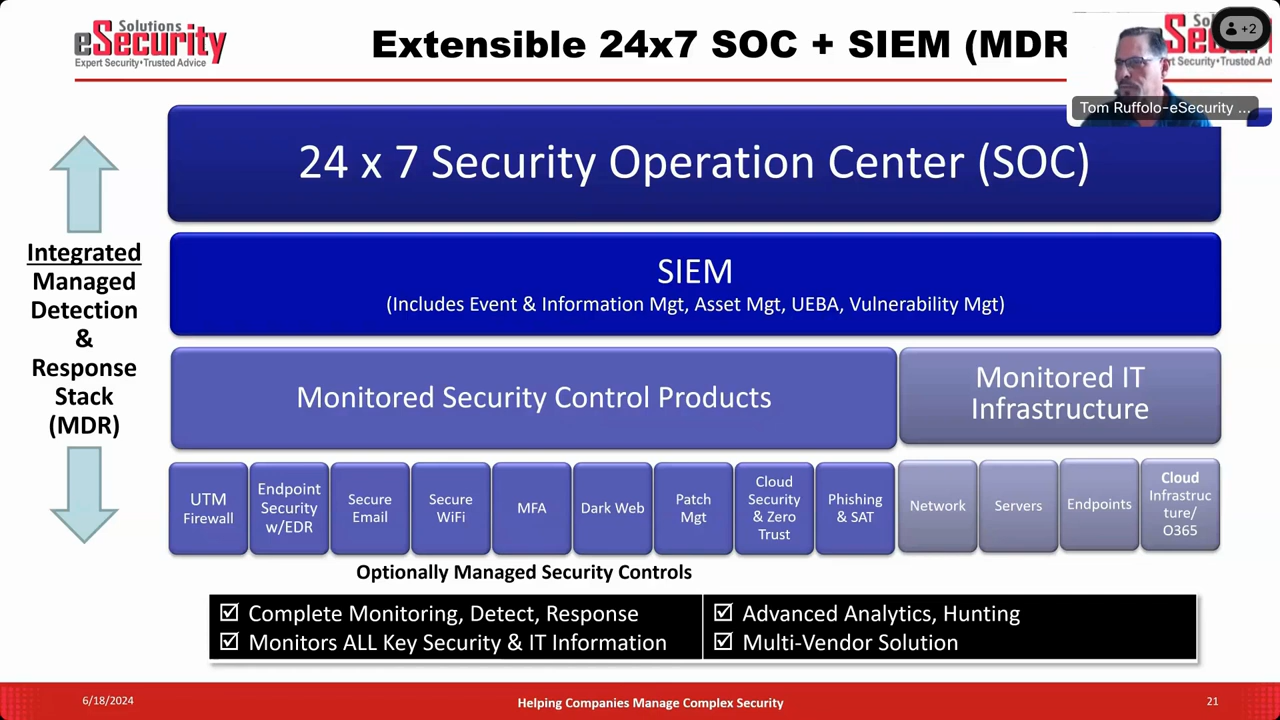 Solutions
eSecurity
Expert Security•Trusted Advice
Extensible 24x7 SOC + SIEM (MDR
+2
Tom Ruffolo-eSecurity ...
24 x 7 Security Operation Center (SOC)
Integrated
Managed
Detection
&
Response
Stack
(MDR)
SIEM
(Includes Event & Information Mgt, Asset Mgt, UEBA, Vulnerability Mgt)
Monitored Security Control Products
Monitored IT
Infrastructure
UTM
Firewall
Endpoint
Security
w/EDR
Secure
Email
Secure
WiFi
MFA
Dark Web
Patch
Mgt
Cloud
Security
& Zero
Trust
Phishing
& SAT
Network
Servers
Endpoints
Cloud
Infrastruc
ture/
O365
Optionally Managed Security Controls
☑ Complete Monitoring, Detect, Response
☑ Monitors ALL Key Security & IT Information
☑ Advanced Analytics, Hunting
☑ Multi-Vendor Solution
6/18/2024
Helping Companies Manage Complex Security
21